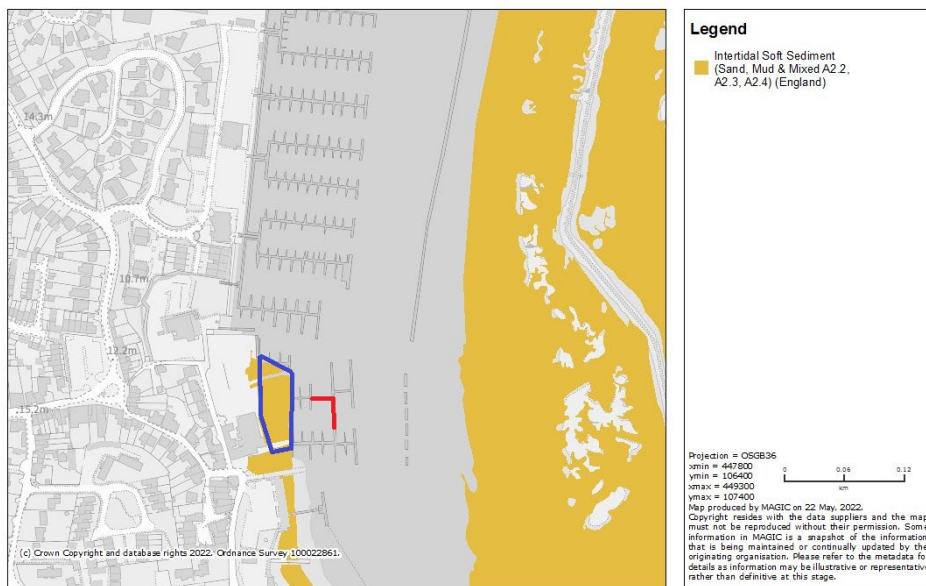 14.3m
10.7m
12.2m
15.2m
(c) Crown Copyright and database rights 2022. Ordnance Survey 100022861.
Legend
Intertidal Soft Sediment
(Sand, Mud & Mixed A2.2,
A2.3, A2.4) (England)
Projection = OSGB36
xmin = 447800
ymin = 106400
xmax = 449300
ymax = 107400
0 0.06 0.12
km
Map produced by MAGIC on 22 May, 2022.
Copyright resides with the data suppliers and the map
must not be reproduced without their permission. Some
information in MAGIC is a snapshot of the information
that is being maintained or continually updated by the
originating organisation. Please refer to the metadata fo
details as information may be illustrative or representative
rather than definitive at this stage.